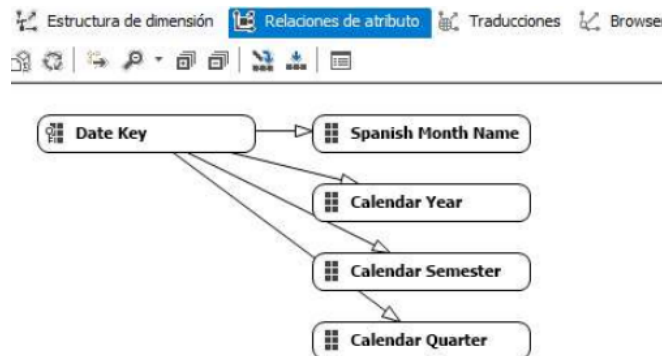 Estructura de dimensión Relaciones de atributo Traducciones Browse
Date Key Spanish Month Name
Calendar Year
Calendar Semester
Calendar Quarter